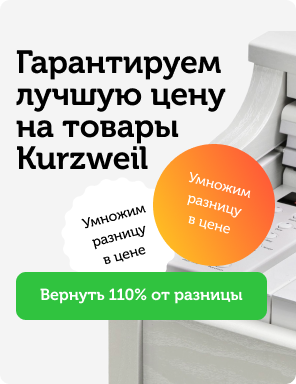 Гарантируем
лучшую цену
на товары
Kurzweil
Умножим
разницу
в цене
Умножим
разницу
в цене
Вернуть 110% от разницы